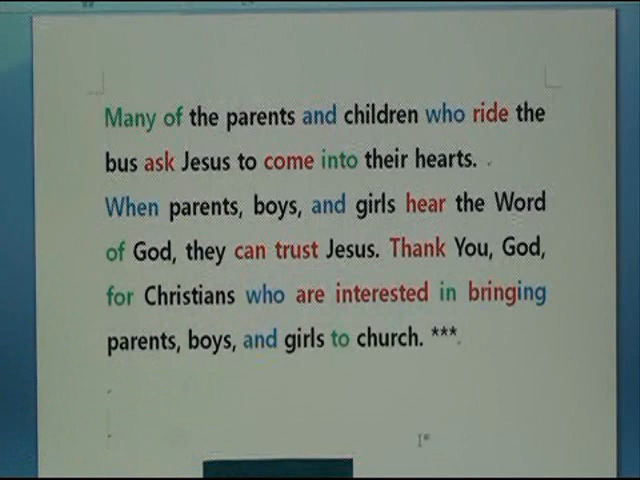 Many of the parents and children who ride the
bus ask Jesus to come into their hearts.
When parents, boys, and girls hear the Word
of God, they can trust Jesus. Thank You, God,
for Christians who are interested in bringing
parents, boys, and girls to church. ***